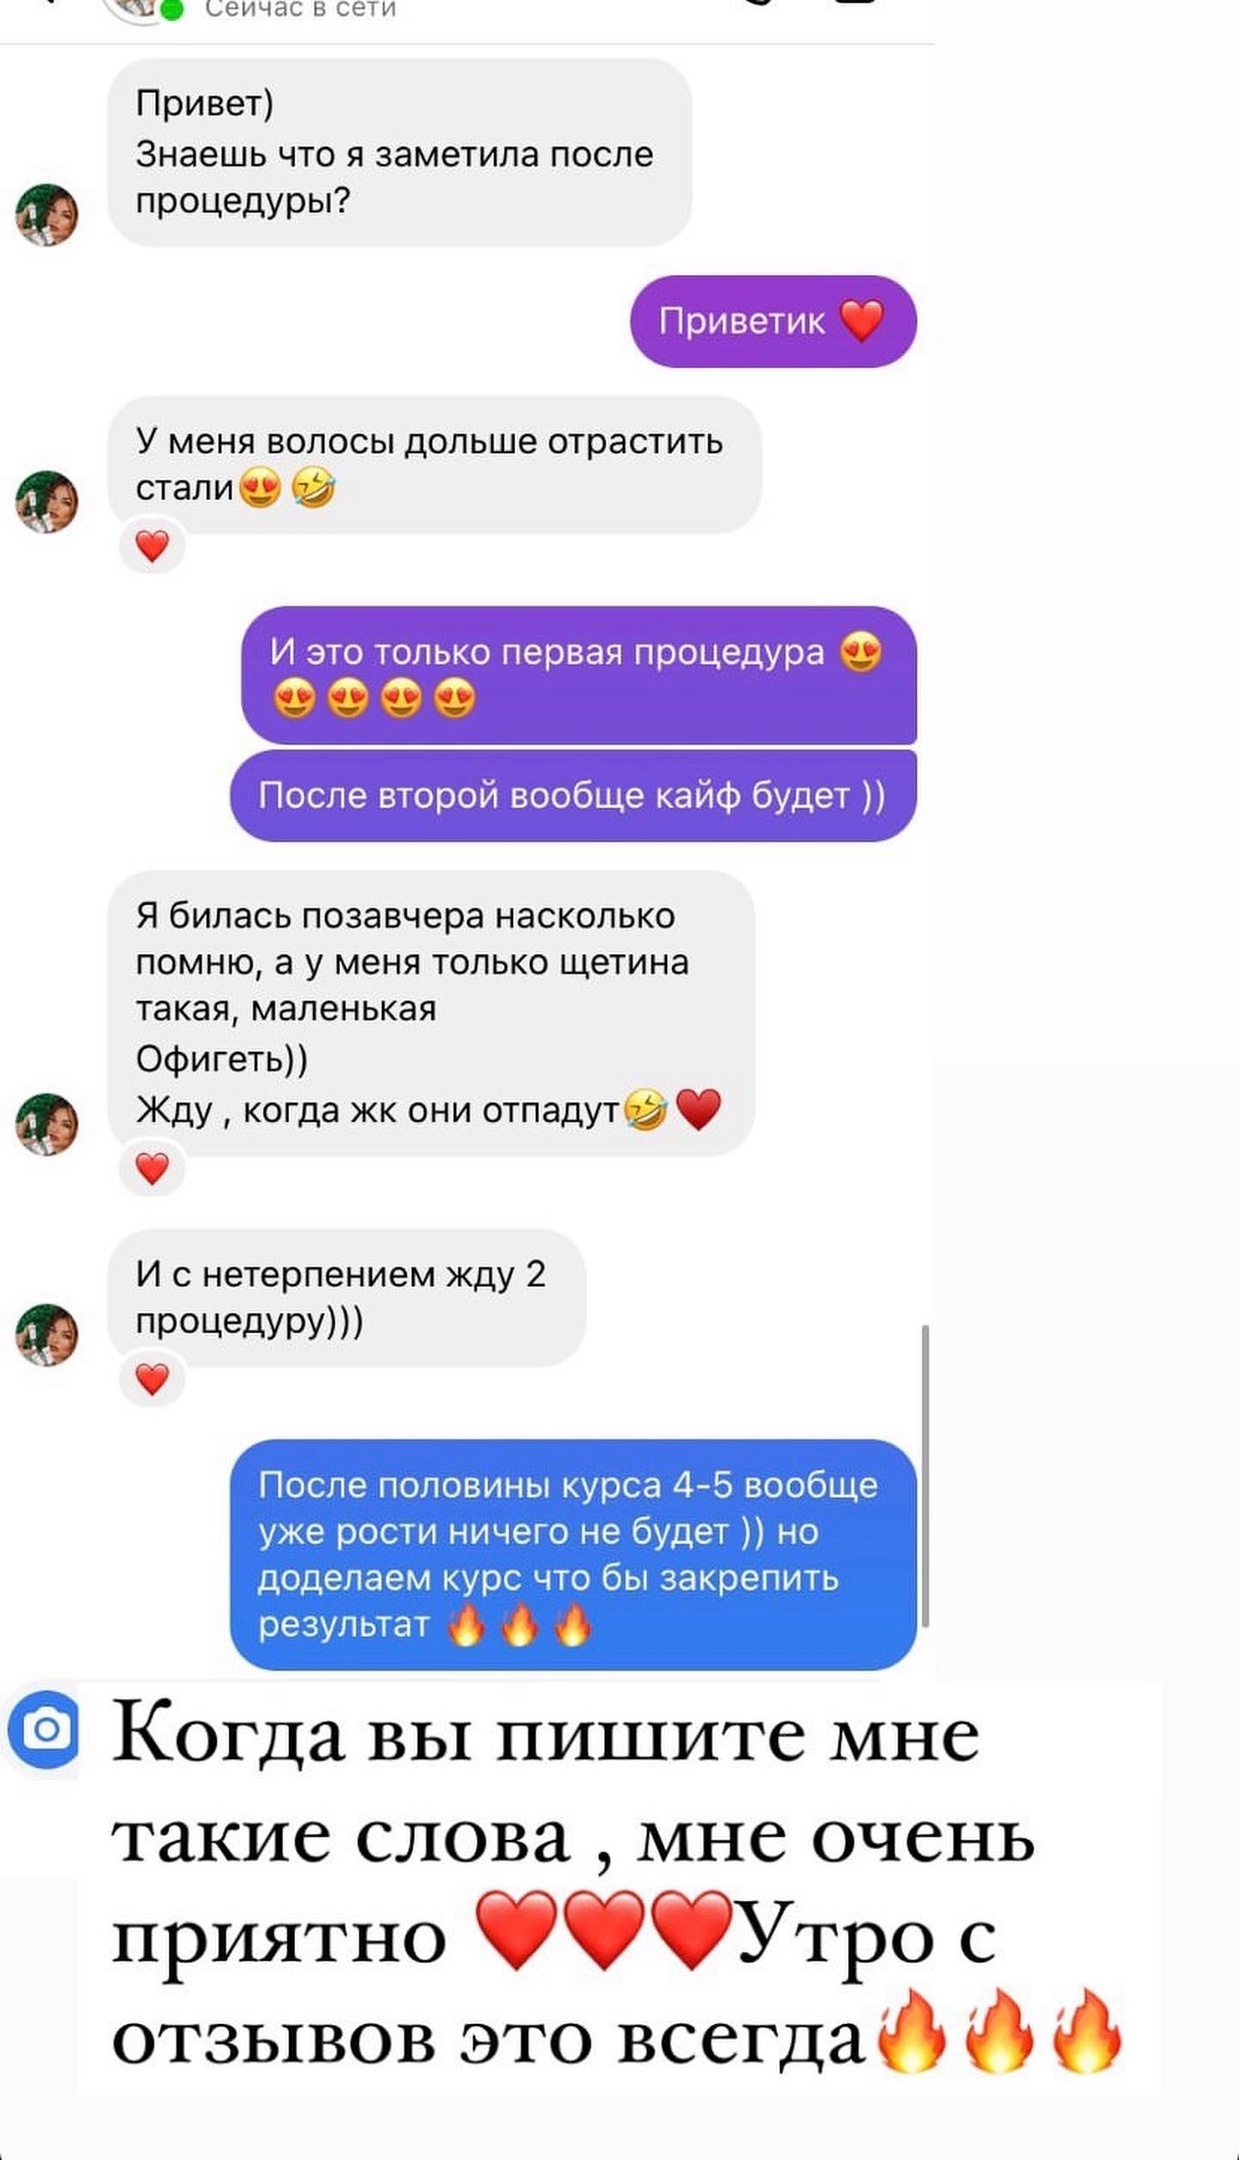 Сейчас в сети
Привет)
Знаешь что я заметила после
процедуры?
Приветик ❤️
У меня волосы дольше отрастить
стали😍🤣
❤️
И это только первая процедура 😍
😍😍😍😍
После второй вообще кайф будет ))
Я билась позавчера насколько
помню, а у меня только щетина
такая, маленькая
Офигеть))
Жду , когда жк они отпадут🤣♥️
❤️
И с нетерпением жду 2
процедуру)))
❤️
После половины курса 4-5 вообще
уже рости ничего не будет )) но
доделаем курс что бы закрепить
результат 🔥🔥🔥
Когда вы пишите мне
такие слова , мне очень
приятно ❤️❤️❤️Утро с
отзывов это всегда🔥🔥🔥